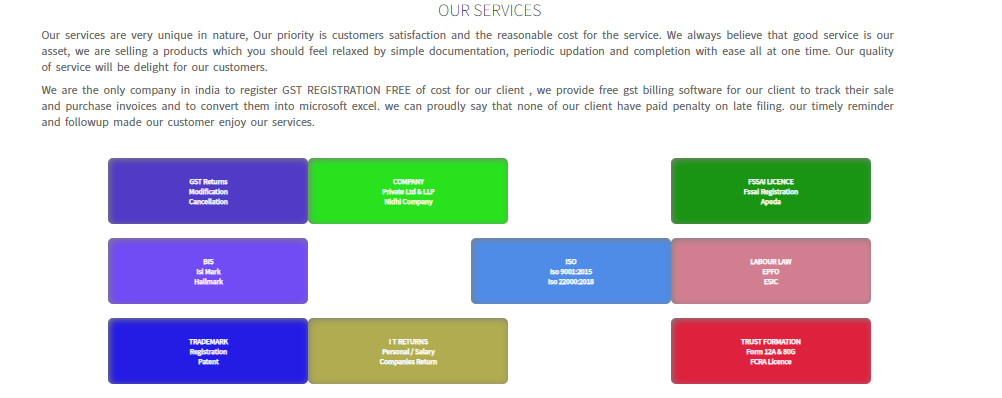 OUR SERVICES
Our services are very unique in nature, Our priority is customers satisfaction and the reasonable cost for the service. We always believe that good service is our
asset, we are selling a products which you should feel relaxed by simple documentation, periodic updation and completion with ease all at one time. Our quality
of service will be delight for our customers.
We are the only company in india to register GST REGISTRATION FREE of cost for our client , we provide free gst billing software for our client to track their sale
and purchase invoices and to convert them into microsoft excel. we can proudly say that none of our client have paid penalty on late filing. our timely reminder
and followup made our customer enjoy our services.
GST Returns
Modification
Cancellation
COMPANY
Private Ltd & LLP
Nidhi Company
FSSAI LICENCE
Fssai Registration
Apeda
BIS
Isi Mark
Hallmark
ISO
Iso 9001:2015
Iso 22000:2018
LABOUR LAW
EPFO
ESIC
TRADEMARK
Registration
Patent
I T RETURNS
Personal / Salary
Companies Return
TRUST FORMATION
Form 12A & 80G
FCRA Licence